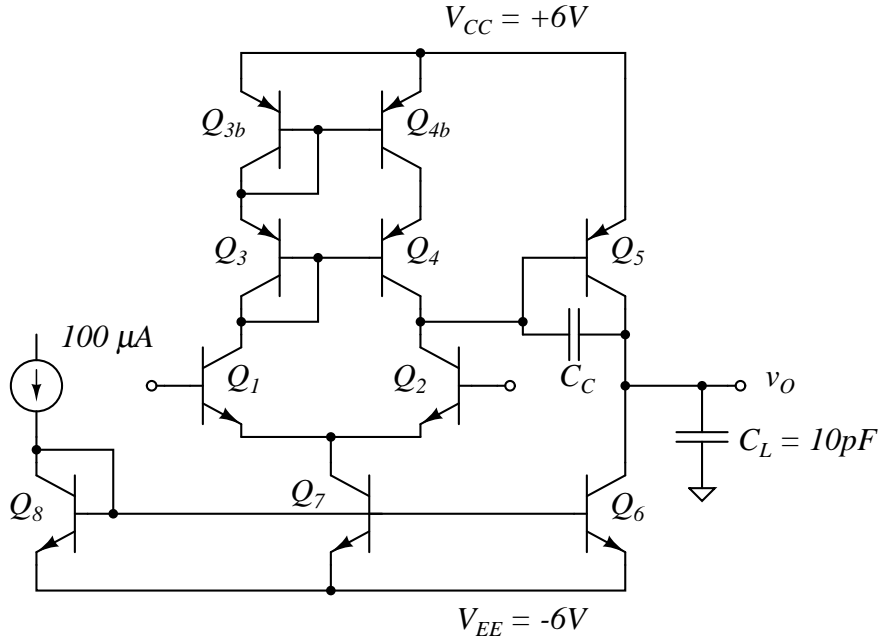 V_CC = +6V
Q_3b
Q_4b
Q_3
Q_4
Q_5
100 μA
Q_1
Q_2
C_C
v_O
C_L = 10pF
Q_8
Q_7
Q_6
V_EE = -6V